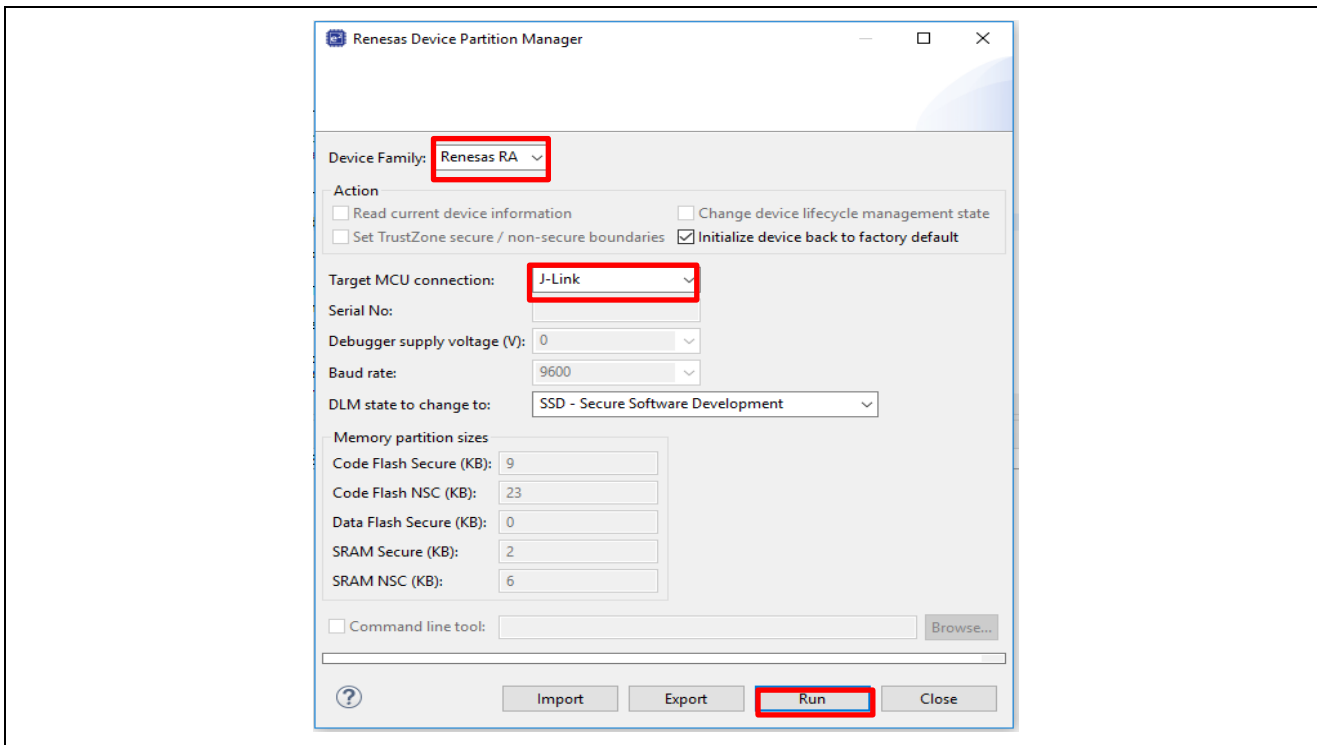 Renesas Device Partition Manager
Device Family: Renesas RA
Action
Read current device information Change device lifecycle management state
Set TrustZone secure / non-secure boundaries Initialize device back to factory default
Target MCU connection: J-Link
Serial No:
Debugger supply voltage (V): 0
Baud rate: 9600
DLM state to change to: SSD - Secure Software Development
Memory partition sizes
Code Flash Secure (KB): 9
Code Flash NSC (KB): 23
Data Flash Secure (KB): 0
SRAM Secure (KB): 2
SRAM NSC (KB): 6
Command line tool: Browse...
? Import Export Run Close